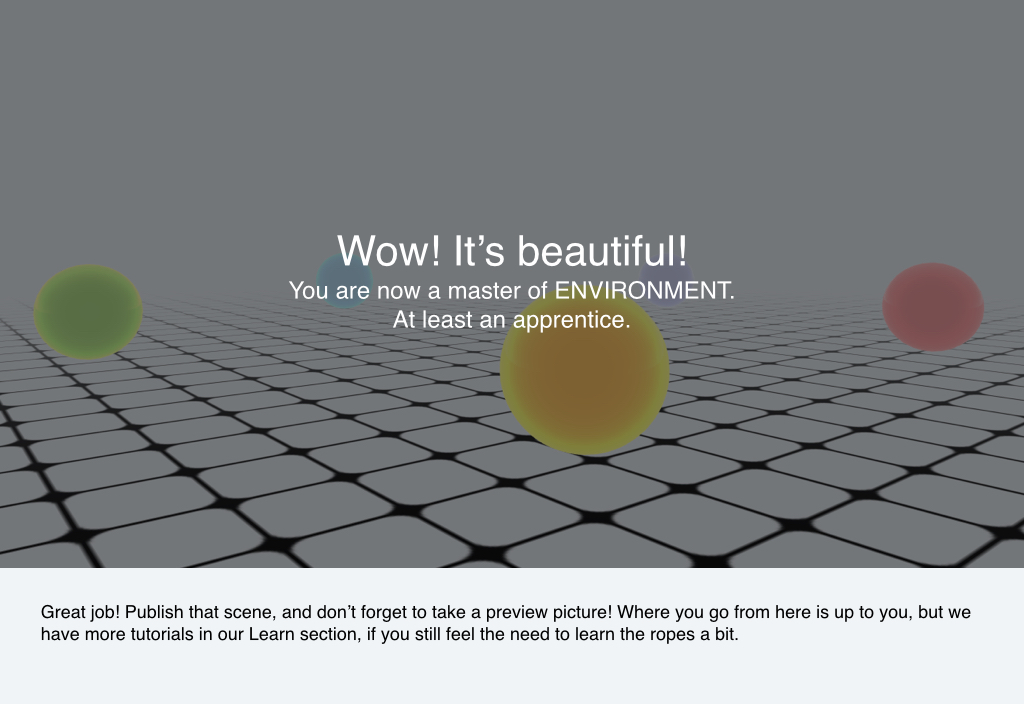 Wow! It’s beautiful!
You are now a master of ENVIRONMENT.
At least an apprentice.
Great job! Publish that scene, and don’t forget to take a preview picture! Where you go from here is up to you, but we
have more tutorials in our Learn section, if you still feel the need to learn the ropes a bit.